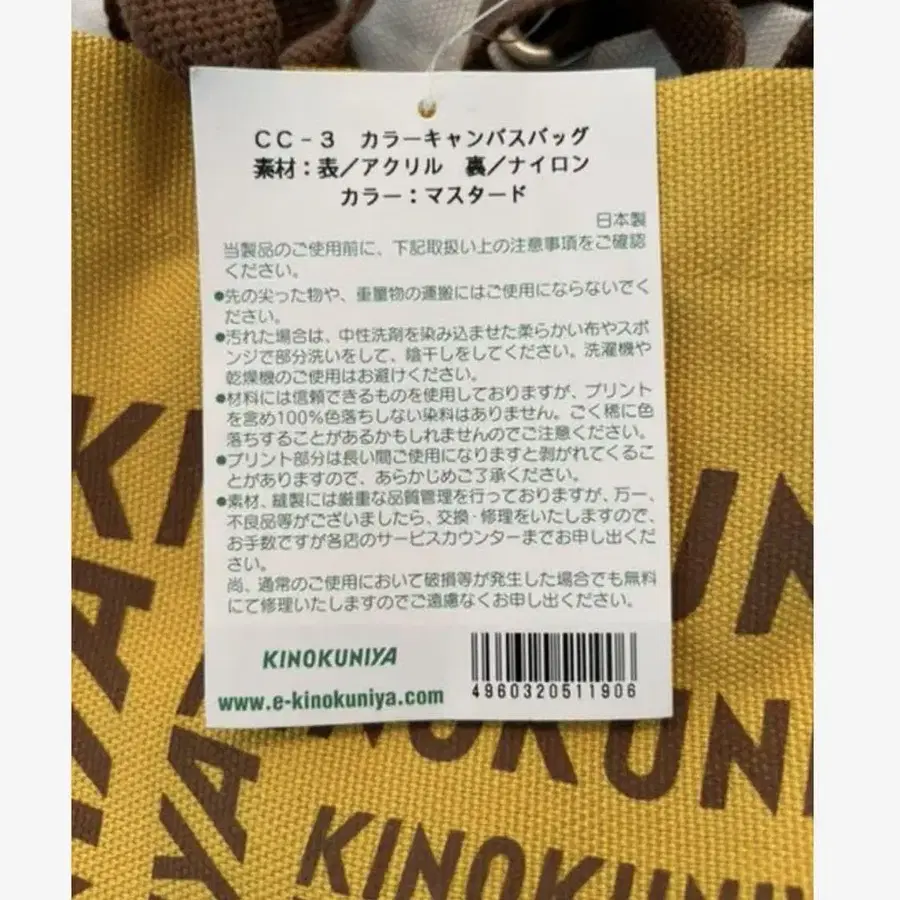 CC-3 カラーキャンバスバッグ
素材:表/アクリル 裏/ナイロン
カラー:マスタード
日本製
当製品のご使用前に、下記取扱い上の注意事項をご確認
ください。
●先の尖った物や、重量物の運搬にはご使用にならないでく
ださい。
●汚れた場合は、中性洗剤を染み込ませた柔らかい布やスポ
ンジで部分洗いをして、陰干しをしてください。洗濯機や
乾燥機のご使用はお避けください。
●材料には信頼できるものを使用しておりますが、プリント
を含め100%色落ちしない染料はありません。ごく稀に色
落ちすることがあるかもしれませんのでご注意ください。
●プリント部分は長い間ご使用になりますと剥がれてくるこ
とがありますので、あらかじめご了承ください。
●素材、縫製には厳重な品質管理を行っておりますが、万一、
不良品等がございましたら、交換・修理をいたしますので、
お手数ですが各店のサービスカウンターまでお申し出くだ
さい。
尚、通常のご使用において破損等が発生した場合でも無料
にて修理いたしますのでご遠慮なくお申し出ください。
KINOKUNIYA
www.e-kinokuniya.com
4960320511906
KINOKUNIYA